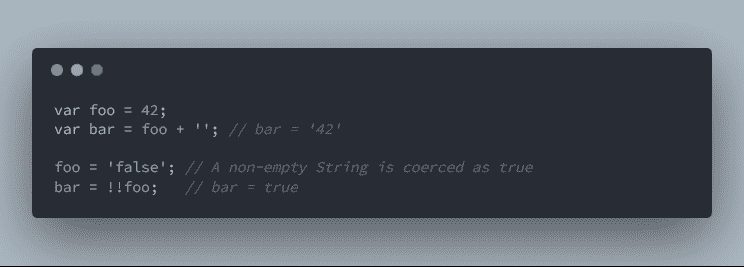 var foo = 42;
var bar = foo + ''; // bar = '42'
foo = 'false'; // A non-empty String is coerced as true
bar = !!foo;   // bar = true